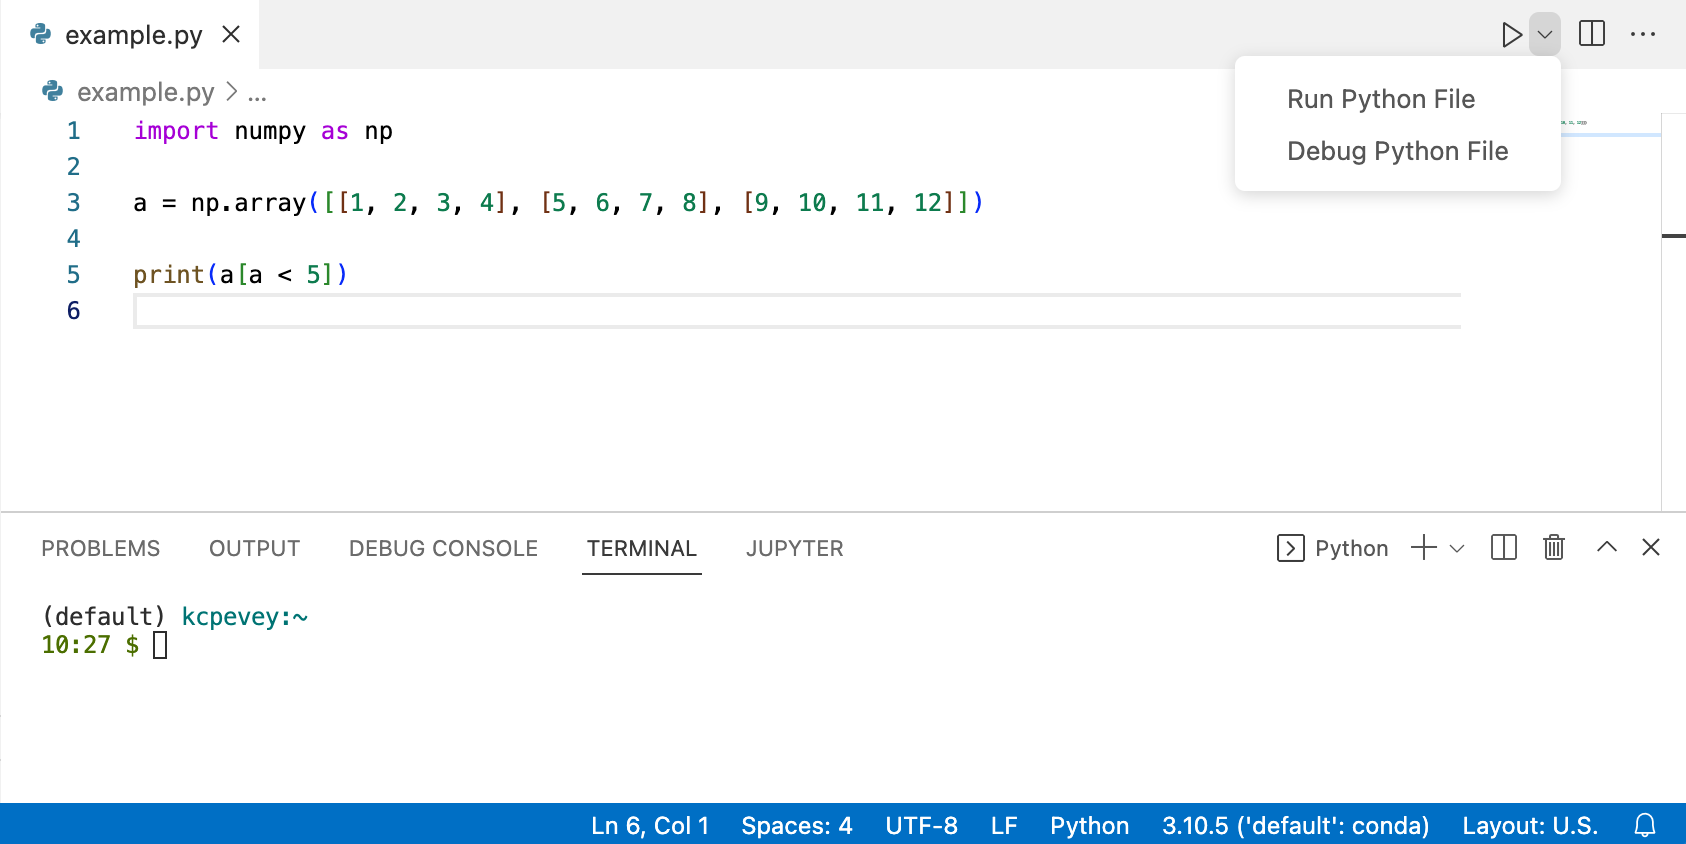 example.py
example.py > ...
Run Python File
Debug Python File
1 import numpy as np
2
3 a = np.array([[1, 2, 3, 4], [5, 6, 7, 8], [9, 10, 11, 12]])
4
5 print(a[a < 5])
6
PROBLEMS OUTPUT DEBUG CONSOLE TERMINAL JUPYTER Python
(default) kcpevey:~
10:27 $
Ln 6, Col 1 Spaces: 4 UTF-8 LF Python 3.10.5 ('default': conda) Layout: U.S.